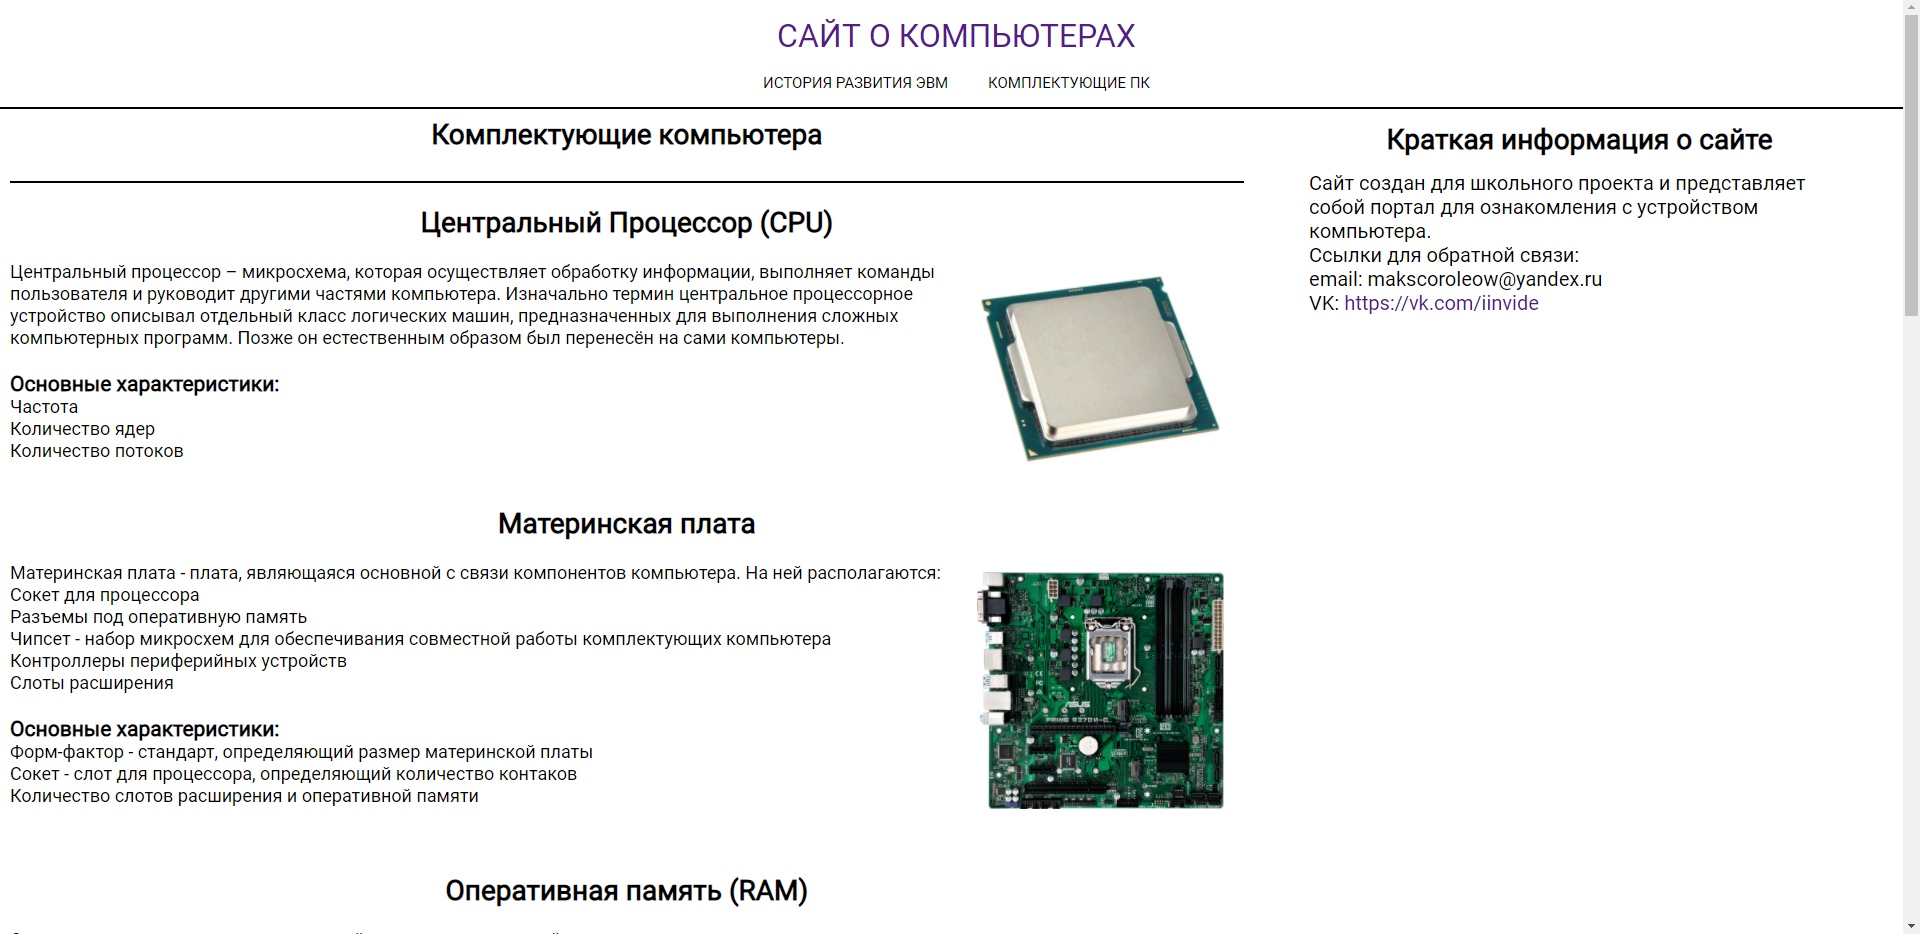 САЙТ О КОМПЬЮТЕРАХ
ИСТОРИЯ РАЗВИТИЯ ЭВМ
КОМПЛЕКТУЮЩИЕ ПК
Комплектующие компьютера
Центральный Процессор (CPU)
Центральный процессор – микросхема, которая осуществляет обработку информации, выполняет команды
пользователя и руководит другими частями компьютера. Изначально термин центральное процессорное
устройство описывал отдельный класс логических машин, предназначенных для выполнения сложных
компьютерных программ. Позже он естественным образом был перенесён на сами компьютеры.
Основные характеристики:
Частота
Количество ядер
Количество потоков
Материнская плата
Материнская плата - плата, являющаяся основной с связи компонентов компьютера. На ней располагаются:
Сокет для процессора
Разъемы под оперативную память
Чипсет - набор микросхем для обеспечивания совместной работы комплектующих компьютера
Контроллеры периферийных устройств
Слоты расширения
Основные характеристики:
Форм-фактор - стандарт, определяющий размер материнской платы
Сокет - слот для процессора, определяющий количество контаков
Количество слотов расширения и оперативной памяти
ASUS
PRIME B270M-C
Оперативная память (RAM)
Краткая информация о сайте
Сайт создан для школьного проекта и представляет
собой портал для ознакомления с устройством
компьютера.
Ссылки для обратной связи:
email: makscoroleow@yandex.ru
VK: https://vk.com/iinvide